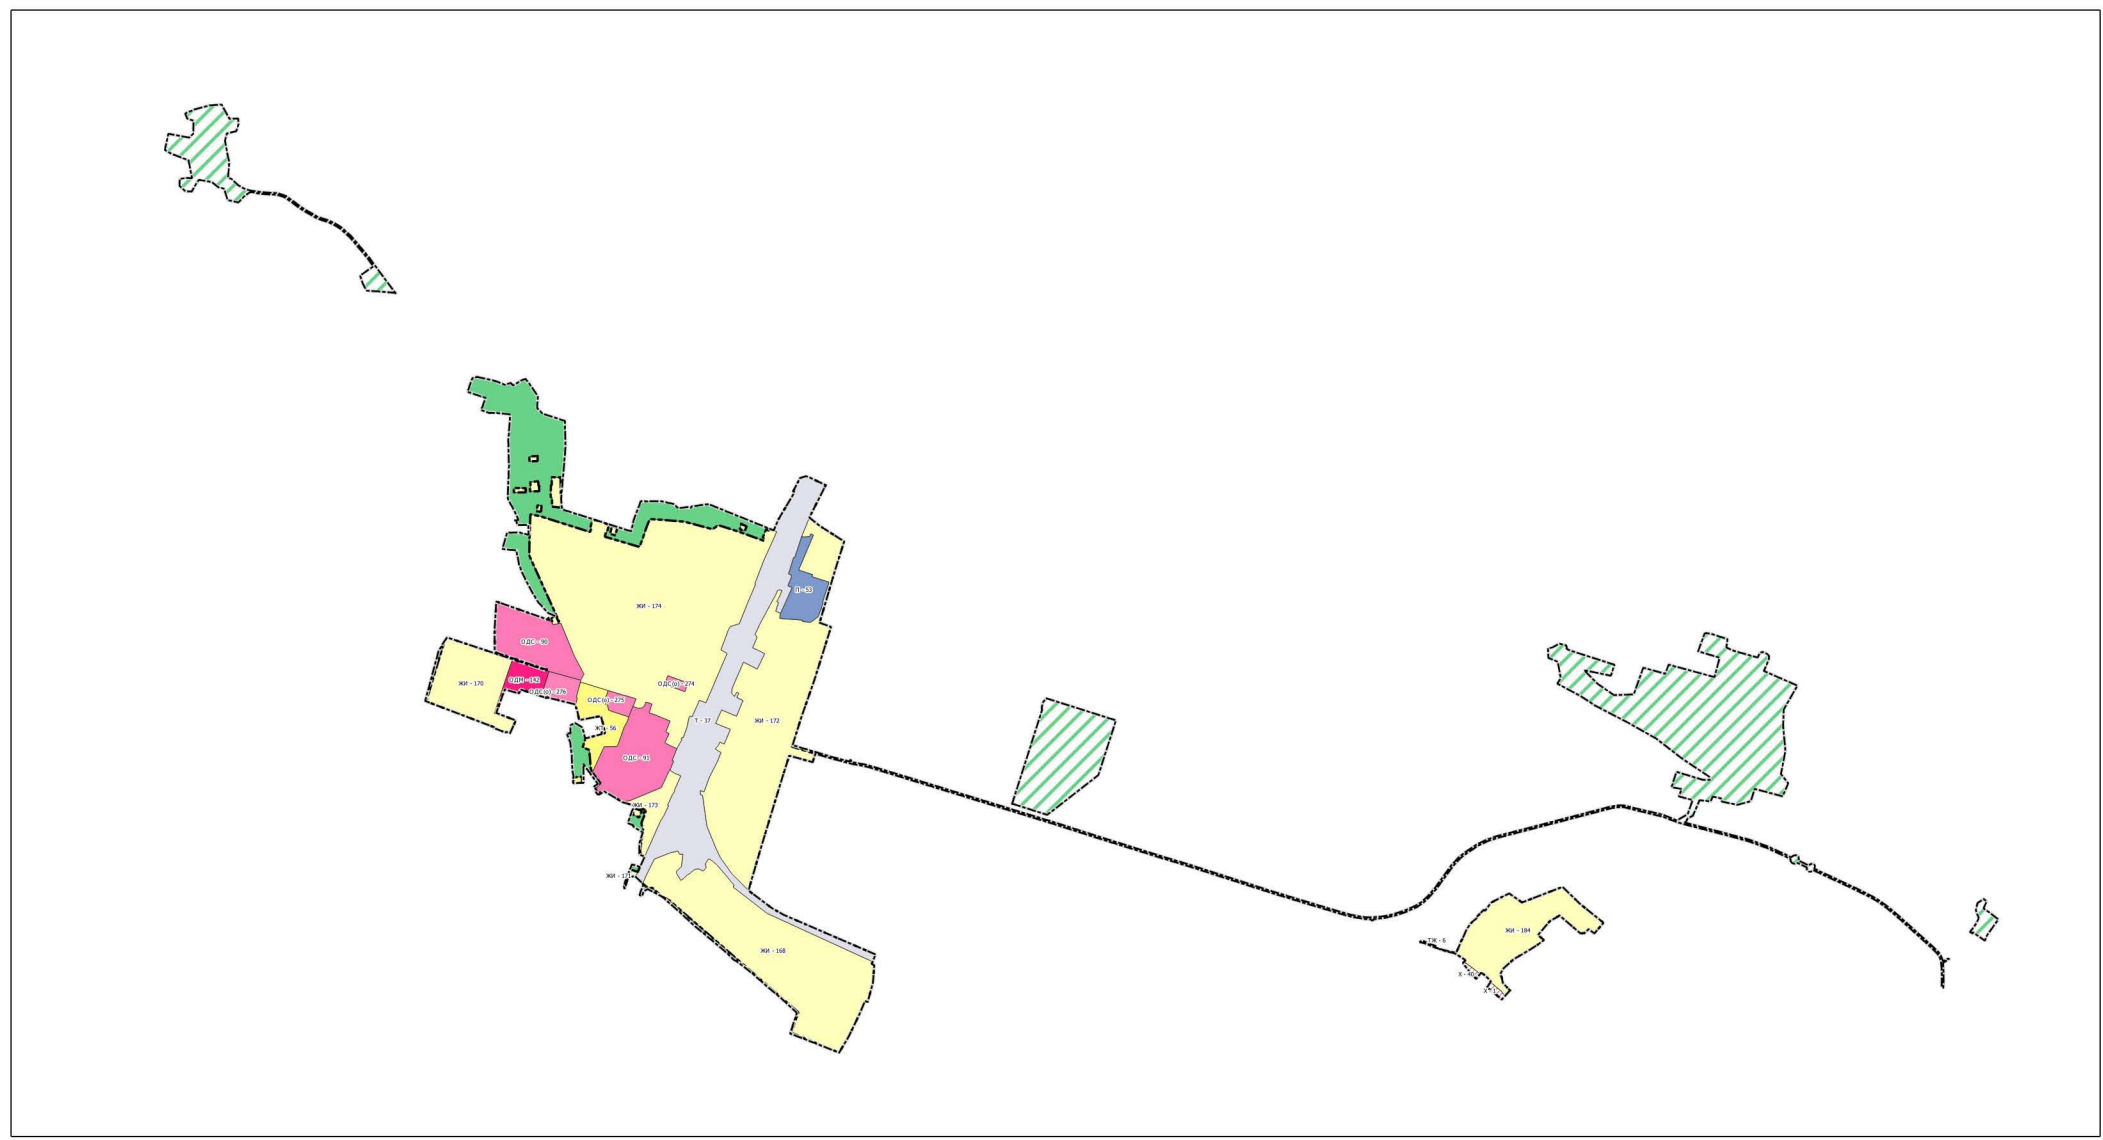 П - 53
ЖИ - 174
ОДС - 90
ОДН - 142
ЖИ - 170
ОДС(о) - 276
ОДС(о) - 274
ОДС(о) - 275
Т - 37
ЖИ - 172
ОДС - 91
ЖИ - 173
ЖИ - 168
ЖИ - 184
ТЖ - 6